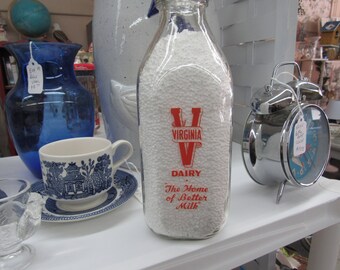 V
VIRGINIA
DAIRY
The Home
of Better
Milk